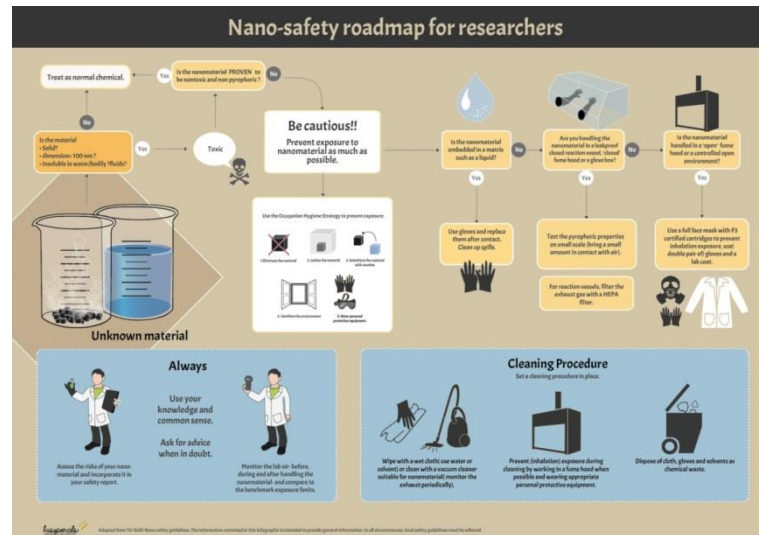 Nano-safety roadmap for researchers
Treat as normal chemical.
Yes
Is the nanomaterial PROVEN to
be nontoxic and non pyrophoric ?
No
No
Is the material
• Solid?
• dimension< 100 nm ?
• Insoluble in water/bodily ?fluids?
Yes
Toxic
Be cautious!!
Prevent exposure to
nanomaterial as much as
possible.
Use the Occupation Hygiene Strategy to prevent exposure.
1 Eliminate the material
2. Confine the material
3. Substitute the material
with another
4. Ventilate the environment
5. Wear personal
protective equipment
Is the nanomaterial
embedded in a matrix
such as a liquid?
No
Are you handling the
nanomaterial in a leakproof
closed reaction vessel, 'closed'
fume hood or a glove box?
No
Is the nanomaterial
handled in a 'open' fume
hood or a controlled open
environment?
Yes
Yes
Yes
Use gloves and replace
them after contact.
Clean up spills.
Test the pyrophoric properties
on small scale (bring a small
amount in contact with air).
For reaction vessels, filter the
exhaust gas with a HEPA
filter.
Use a full face mask with P3
certified cartridges to prevent
inhalation exposure, use(
double pair of) gloves and a
lab coat.
Unknown material
Always
Use your
knowledge and
common sense.
Ask for advice
when in doubt.
Assess the risks of your nano-
material and incorporate it in
your safety report.
Monitor the lab air- before,
during and after handling the
nanomaterial- and compare to
the benchmark exposure limits.
Cleaning Procedure
Set a cleaning procedure in place.
Wipe with a wet cloth( use water or
solvent) or clean with a vacuum cleaner
suitable for nanomaterial( monitor the
exhaust periodically).
Prevent (inhalation) exposure during
cleaning by working in a fume hood when
possible and wearing appropriate
personal protective equipment.
Dispose of cloth, gloves and solvents as
chemical waste.
Adapted from TU Delft Nano safety guidelines. The information contained in this infographic is intended to provide general information. In all circumstances, local safety guidelines must be adhered.